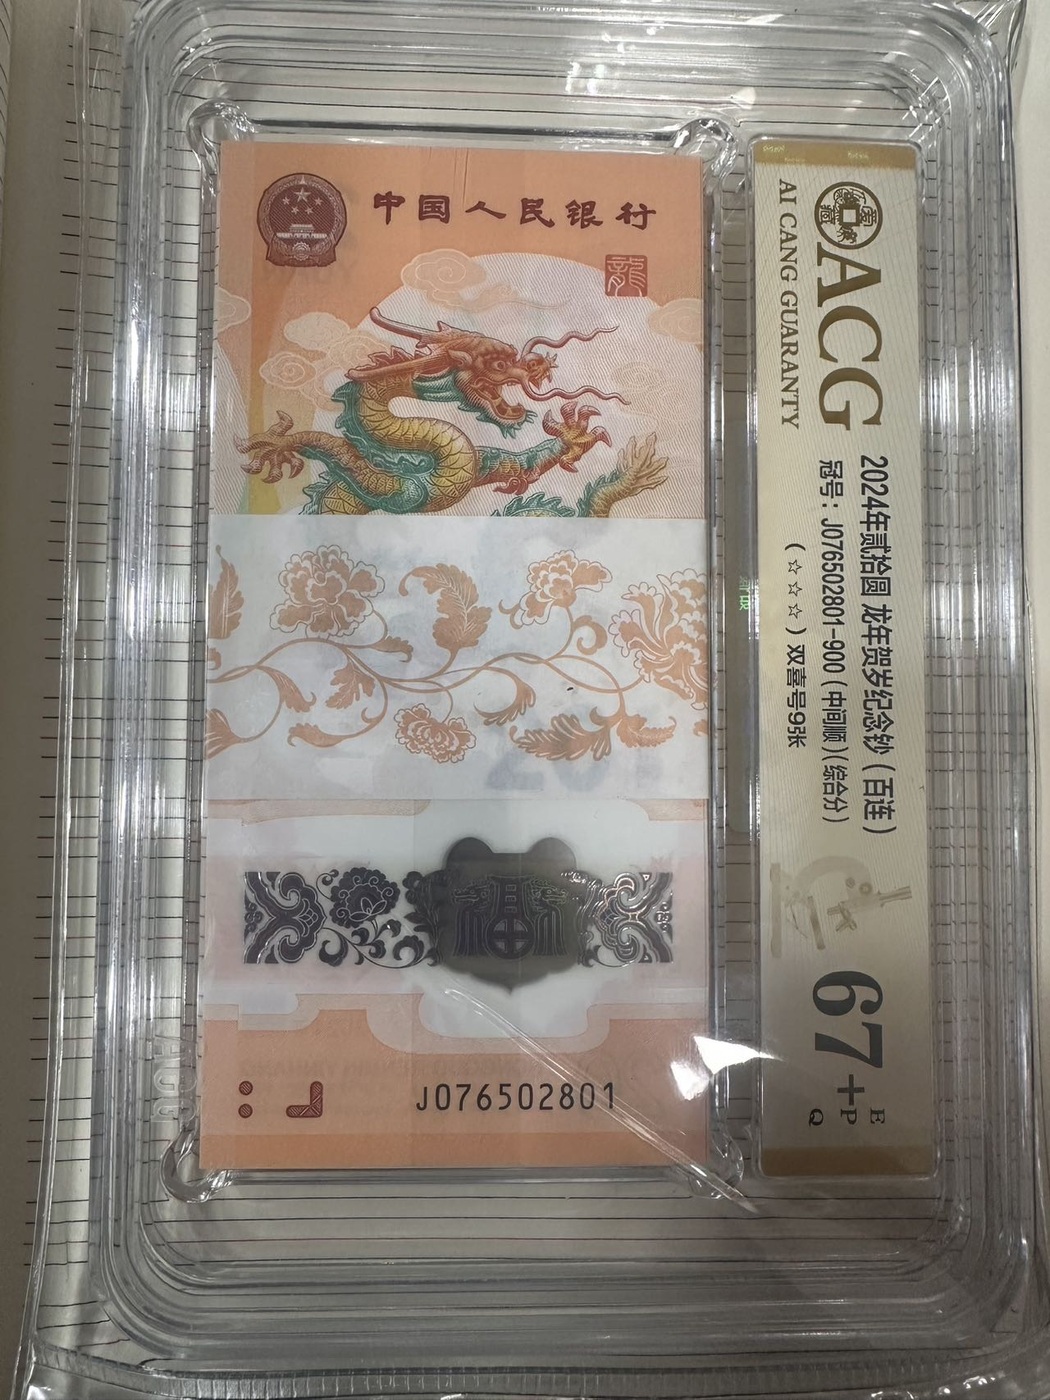 中国人民银行
龍
J076502801
ACG
AI CANG GUARANTY
2024年贰拾圆 龙年贺岁纪念钞（百连）
冠号：J076502801-900（中间顺）（综合分）
（☆☆☆）双喜号9张
67+
E
P
Q